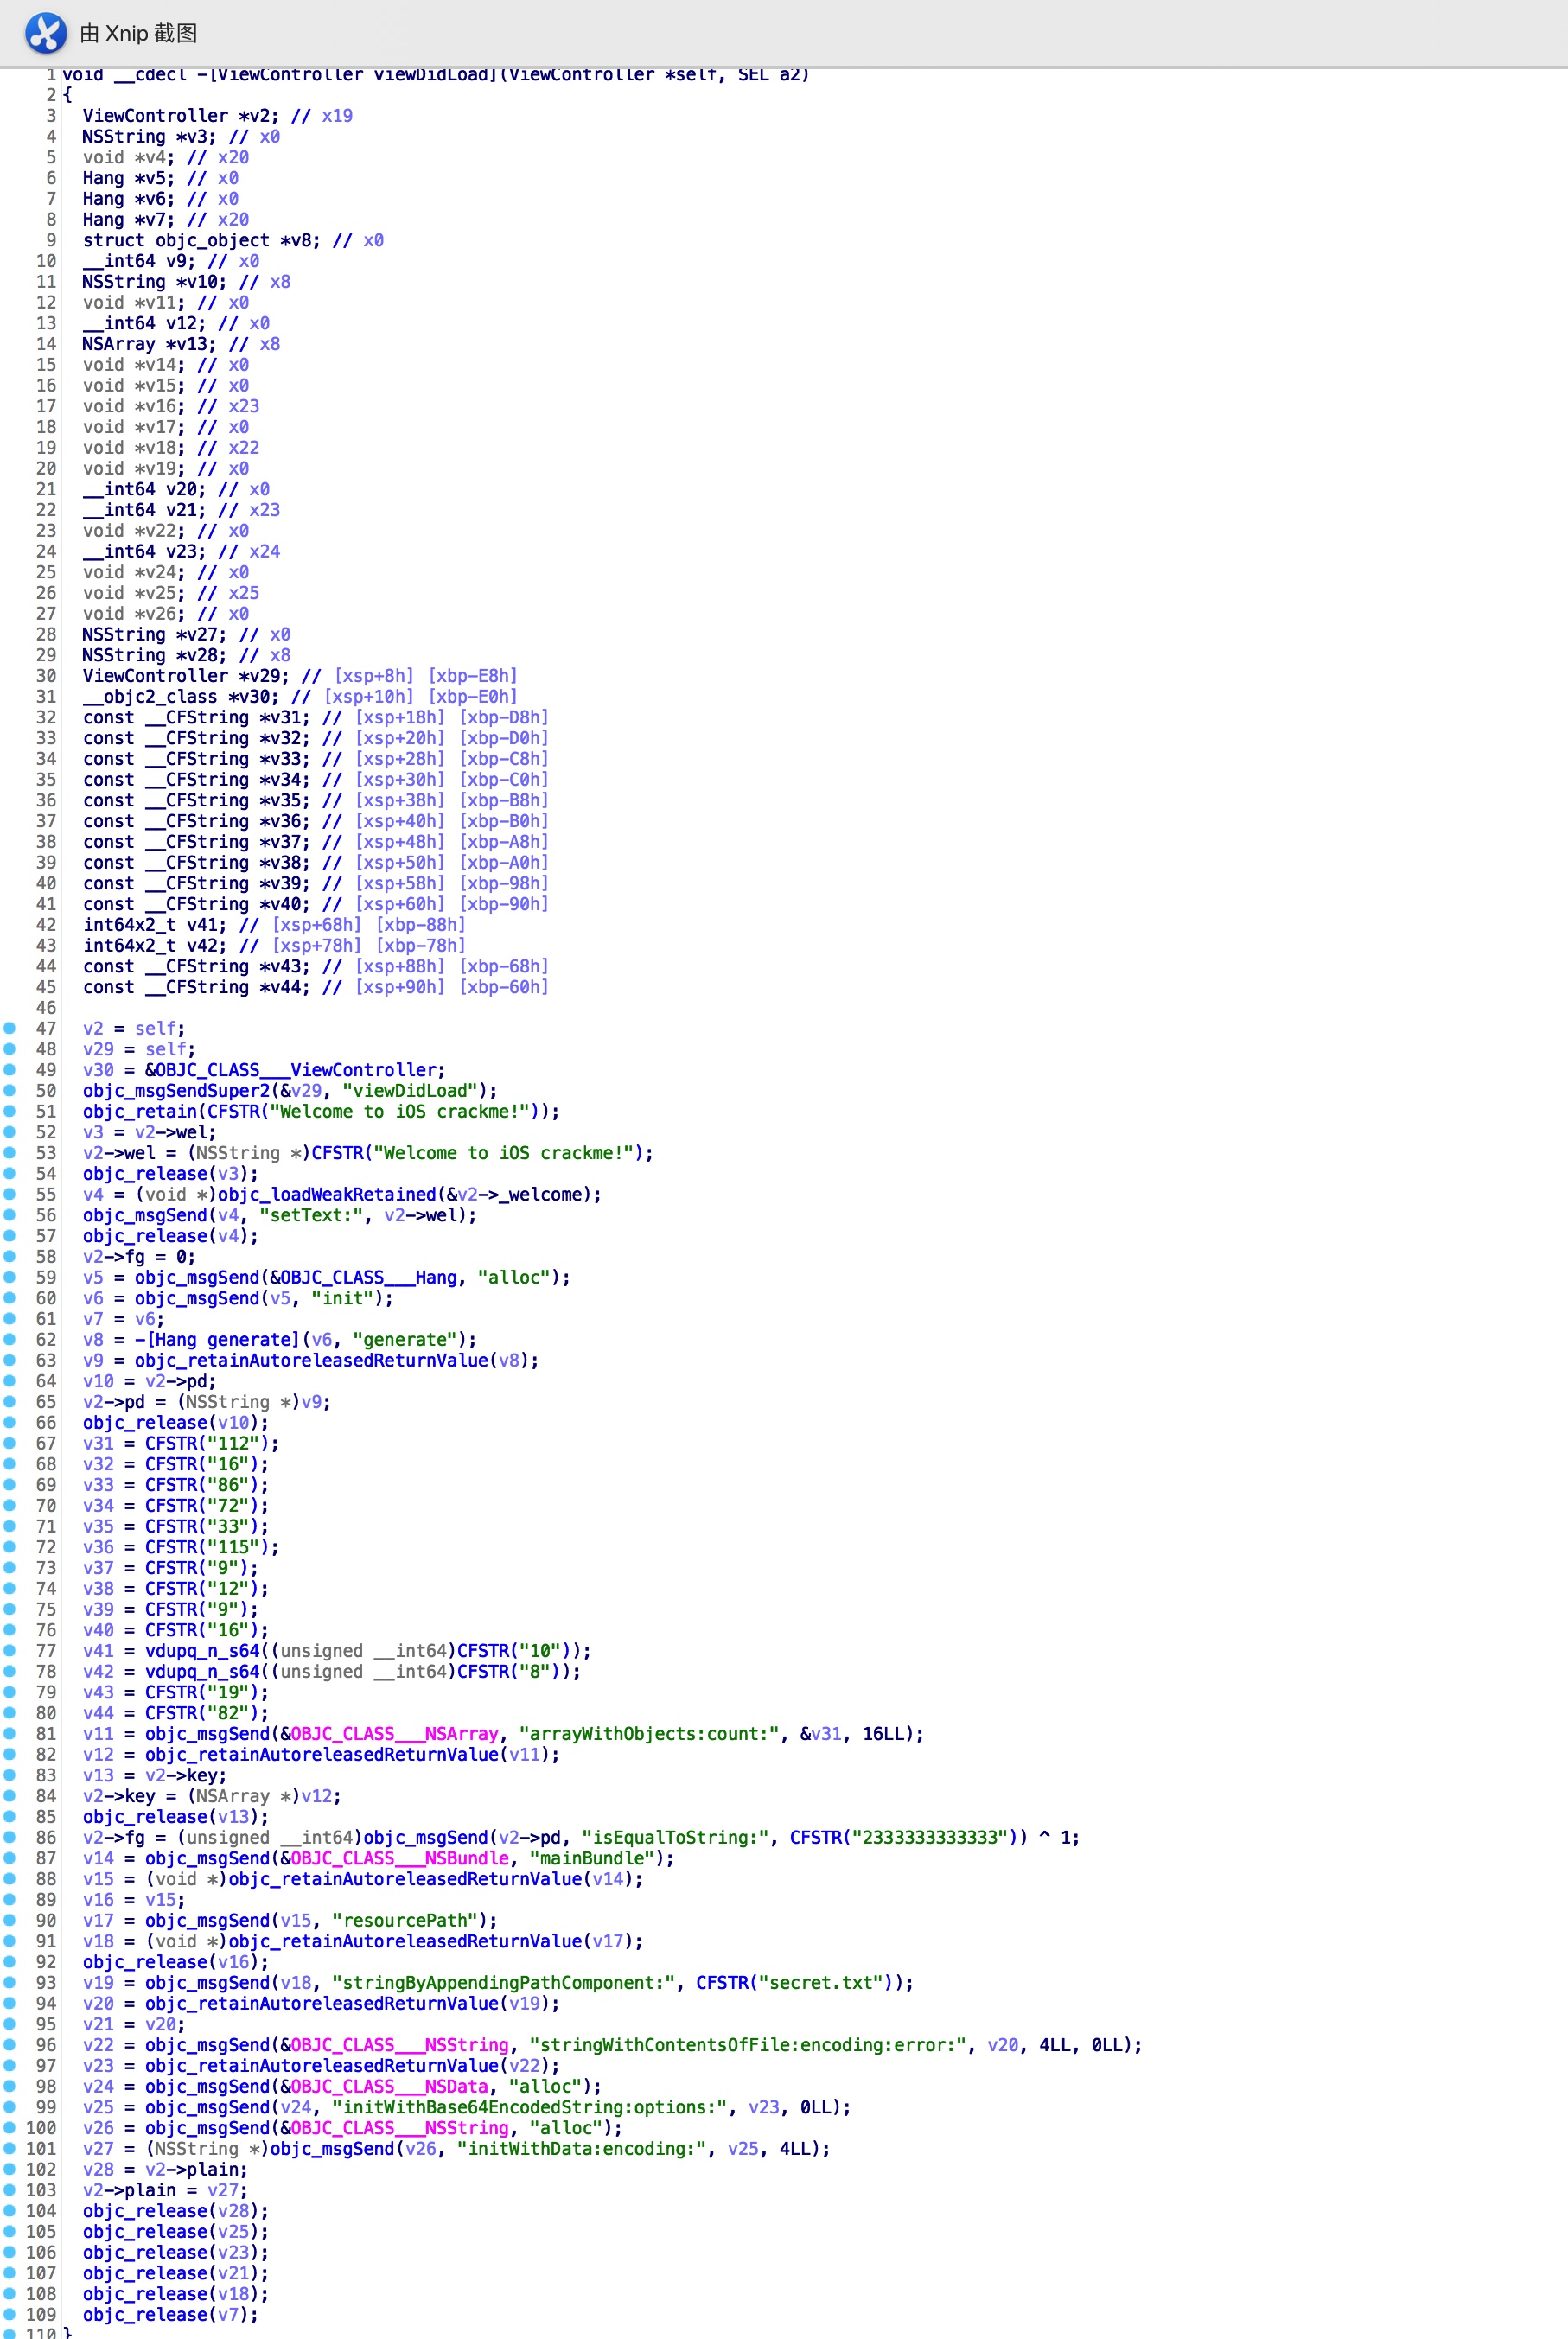 由 Xnip 截图
1 void __cdecl -[ViewController viewDidLoad](ViewController *self, SEL a2)
2 {
3 ViewController *v2; // x19
4 NSString *v3; // x0
5 void *v4; // x20
6 Hang *v5; // x0
7 Hang *v6; // x0
8 Hang *v7; // x20
9 struct objc_object *v8; // x0
10 __int64 v9; // x0
11 NSString *v10; // x8
12 void *v11; // x0
13 __int64 v12; // x0
14 NSArray *v13; // x8
15 void *v14; // x0
16 void *v15; // x0
17 void *v16; // x23
18 void *v17; // x0
19 void *v18; // x22
20 void *v19; // x0
21 __int64 v20; // x0
22 __int64 v21; // x23
23 void *v22; // x0
24 __int64 v23; // x24
25 void *v24; // x0
26 void *v25; // x25
27 void *v26; // x0
28 NSString *v27; // x0
29 NSString *v28; // x8
30 ViewController *v29; // [xsp+8h] [xbp-E8h]
31 __objc2_class *v30; // [xsp+10h] [xbp-E0h]
32 const __CFString *v31; // [xsp+18h] [xbp-D8h]
33 const __CFString *v32; // [xsp+20h] [xbp-D0h]
34 const __CFString *v33; // [xsp+28h] [xbp-C8h]
35 const __CFString *v34; // [xsp+30h] [xbp-C0h]
36 const __CFString *v35; // [xsp+38h] [xbp-B8h]
37 const __CFString *v36; // [xsp+40h] [xbp-B0h]
38 const __CFString *v37; // [xsp+48h] [xbp-A8h]
39 const __CFString *v38; // [xsp+50h] [xbp-A0h]
40 const __CFString *v39; // [xsp+58h] [xbp-98h]
41 const __CFString *v40; // [xsp+60h] [xbp-90h]
42 int64x2_t v41; // [xsp+68h] [xbp-88h]
43 int64x2_t v42; // [xsp+78h] [xbp-78h]
44 const __CFString *v43; // [xsp+88h] [xbp-68h]
45 const __CFString *v44; // [xsp+90h] [xbp-60h]
46
47 v2 = self;
48 v29 = self;
49 v30 = &OBJC_CLASS___ViewController;
50 objc_msgSendSuper2(&v29, "viewDidLoad");
51 objc_retain(CFSTR("Welcome to iOS crackme!"));
52 v3 = v2->wel;
53 v2->wel = (NSString *)CFSTR("Welcome to iOS crackme!");
54 objc_release(v3);
55 v4 = (void *)objc_loadWeakRetained(&v2->_welcome);
56 objc_msgSend(v4, "setText:", v2->wel);
57 objc_release(v4);
58 v2->fg = 0;
59 v5 = objc_msgSend(&OBJC_CLASS___Hang, "alloc");
60 v6 = objc_msgSend(v5, "init");
61 v7 = v6;
62 v8 = -[Hang generate](v6, "generate");
63 v9 = objc_retainAutoreleasedReturnValue(v8);
64 v10 = v2->pd;
65 v2->pd = (NSString *)v9;
66 objc_release(v10);
67 v31 = CFSTR("112");
68 v32 = CFSTR("16");
69 v33 = CFSTR("86");
70 v34 = CFSTR("72");
71 v35 = CFSTR("33");
72 v36 = CFSTR("115");
73 v37 = CFSTR("9");
74 v38 = CFSTR("12");
75 v39 = CFSTR("9");
76 v40 = CFSTR("16");
77 v41 = vdupq_n_s64((unsigned __int64)CFSTR("10"));
78 v42 = vdupq_n_s64((unsigned __int64)CFSTR("8"));
79 v43 = CFSTR("19");
80 v44 = CFSTR("82");
81 v11 = objc_msgSend(&OBJC_CLASS___NSArray, "arrayWithObjects:count:", &v31, 16LL);
82 v12 = objc_retainAutoreleasedReturnValue(v11);
83 v13 = v2->key;
84 v2->key = (NSArray *)v12;
85 objc_release(v13);
86 v2->fg = (unsigned __int64)objc_msgSend(v2->pd, "isEqualToString:", CFSTR("2333333333333")) ^ 1;
87 v14 = objc_msgSend(&OBJC_CLASS___NSBundle, "mainBundle");
88 v15 = (void *)objc_retainAutoreleasedReturnValue(v14);
89 v16 = v15;
90 v17 = objc_msgSend(v15, "resourcePath");
91 v18 = (void *)objc_retainAutoreleasedReturnValue(v17);
92 objc_release(v16);
93 v19 = objc_msgSend(v18, "stringByAppendingPathComponent:", CFSTR("secret.txt"));
94 v20 = objc_retainAutoreleasedReturnValue(v19);
95 v21 = v20;
96 v22 = objc_msgSend(&OBJC_CLASS___NSString, "stringWithContentsOfFile:encoding:error:", v20, 4LL, 0LL);
97 v23 = objc_retainAutoreleasedReturnValue(v22);
98 v24 = objc_msgSend(&OBJC_CLASS___NSData, "alloc");
99 v25 = objc_msgSend(v24, "initWithBase64EncodedString:options:", v23, 0LL);
100 v26 = objc_msgSend(&OBJC_CLASS___NSString, "alloc");
101 v27 = (NSString *)objc_msgSend(v26, "initWithData:encoding:", v25, 4LL);
102 v28 = v2->plain;
103 v2->plain = v27;
104 objc_release(v28);
105 objc_release(v25);
106 objc_release(v23);
107 objc_release(v21);
108 objc_release(v18);
109 objc_release(v7);
110 }